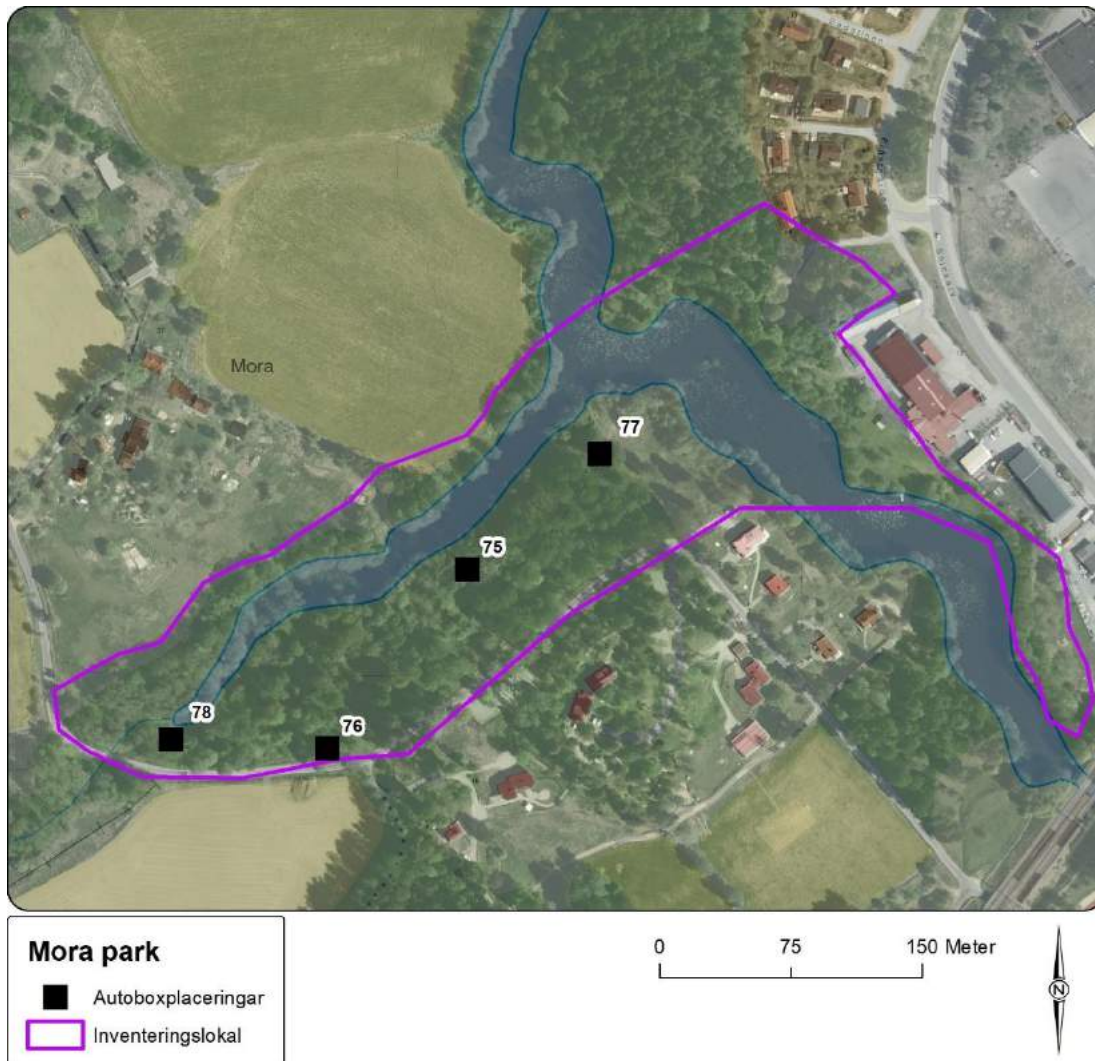 Mora
77
75
78
76
Mora park
Autoboxplaceringar
Inventeringslokal
0 75 150 Meter
N